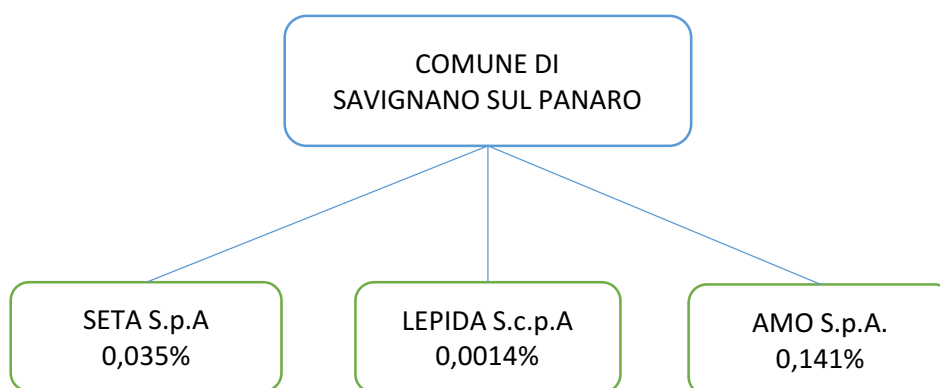 COMUNE DI
SAVIGNANO SUL PANARO
SETA S.p.A
0,035%
LEPIDA S.c.p.A
0,0014%
AMO S.p.A.
0,141%